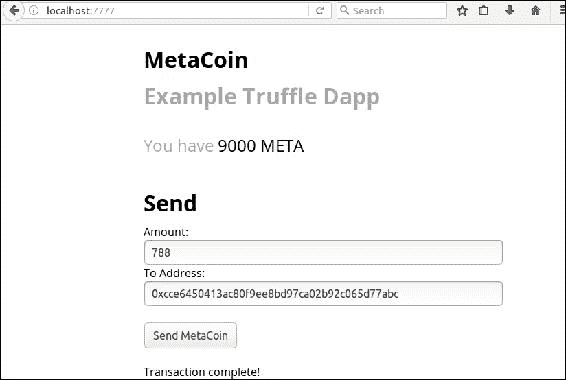 localhost:7777
Search
MetaCoin
Example Truffle Dapp
You have 9000 META
Send
Amount:
788
To Address:
0xcce6450413ac80f9ee8bd97ca02b92c065d77abc
Send MetaCoin
Transaction complete!